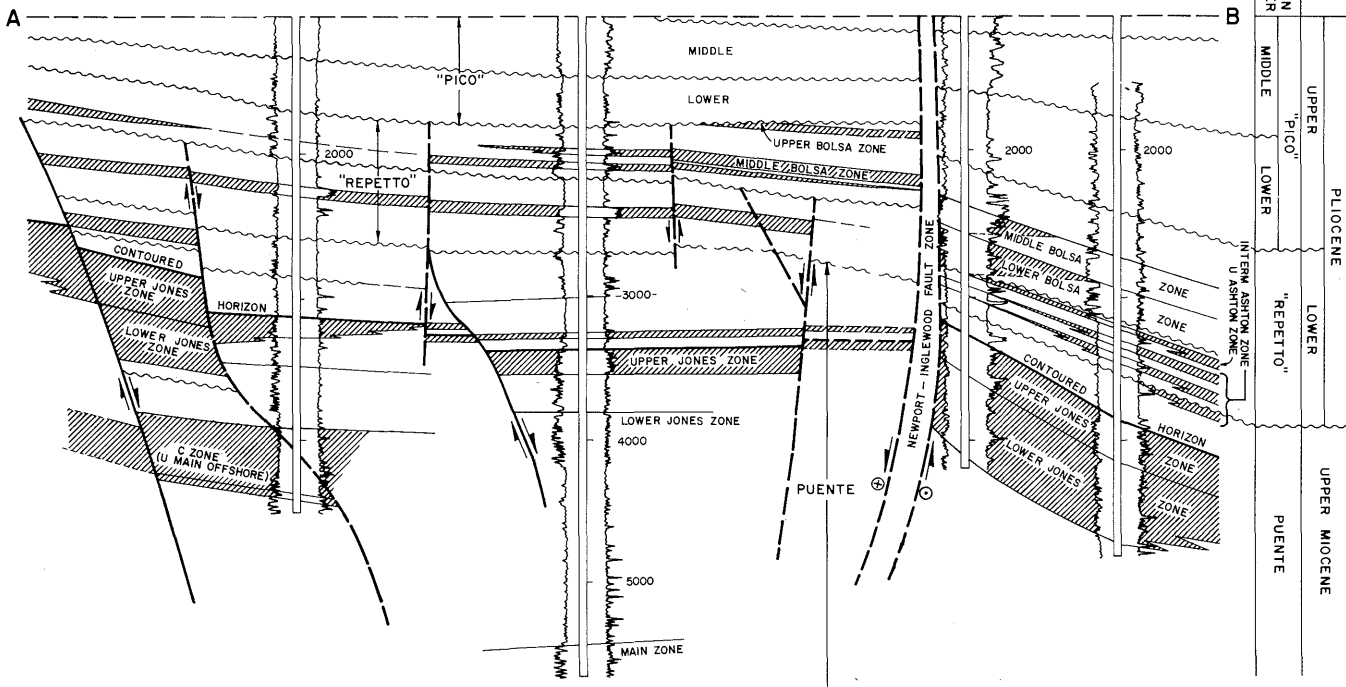 A
B
"PICO"
MIDDLE
LOWER
UPPER BOLSA ZONE
2000
"REPETTO"
MIDDLE BOLSA ZONE
2000
2000
CONTOURED
HORIZON
UPPER JONES
ZONE
LOWER JONES
ZONE
-3000-
UPPER JONES ZONE
LOWER JONES ZONE
4000
C ZONE
(U MAIN OFFSHORE)
PUENTE
5000
MAIN ZONE
NEWPORT – INGLEWOOD FAULT ZONE
MIDDLE BOLSA
ZONE
LOWER BOLSA
ZONE
CONTOURED
HORIZON
UPPER JONES
ZONE
LOWER JONES
ZONE
INTERM ASHTON ZONE
U ASHTON ZONE
MIDDLE
LOWER
"PICO"
"REPETTO"
PUENTE
UPPER
LOWER
PLIOCENE
UPPER MIOCENE